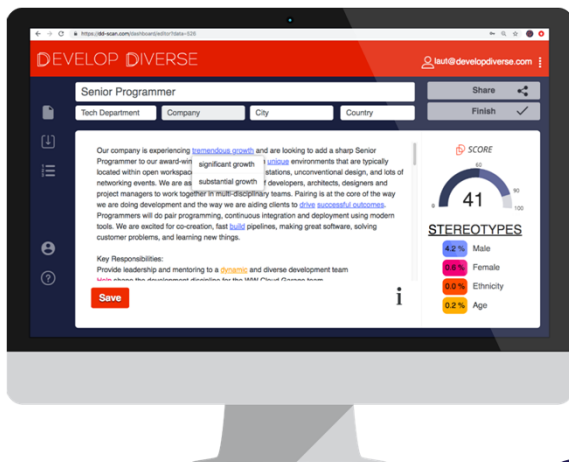 https://dd-scan.com/dashboard/editor?data=526
DEVELOP DIVERSE
laut@developdiverse.com
Senior Programmer
Share
Tech Department Company City Country
Finish
Our company is experiencing tremendous growth and are looking to add a sharp Senior
Programmer to our award-win unique environments that are typically
located within open workspac stations, unconventional design, and lots of
networking events. We are as developers, architects, designers and
significant growth
substantial growth
project managers to work together in multi-disciplinary teams. Pairing is at the core of the way
we are doing development and the way we are aiding clients to drive successful outcomes.
Programmers will do pair programming, continuous integration and deployment using modern
tools. We are excited for co-creation, fast build pipelines, making great software, solving
customer problems, and learning new things.
Key Responsibilities:
Provide leadership and mentoring to a dynamic and diverse development team
Save
i
SCORE
50
90
41
0
100
STEREOTYPES
4.2 % Male
0.6 % Female
0.0 % Ethnicity
0.2 % Age